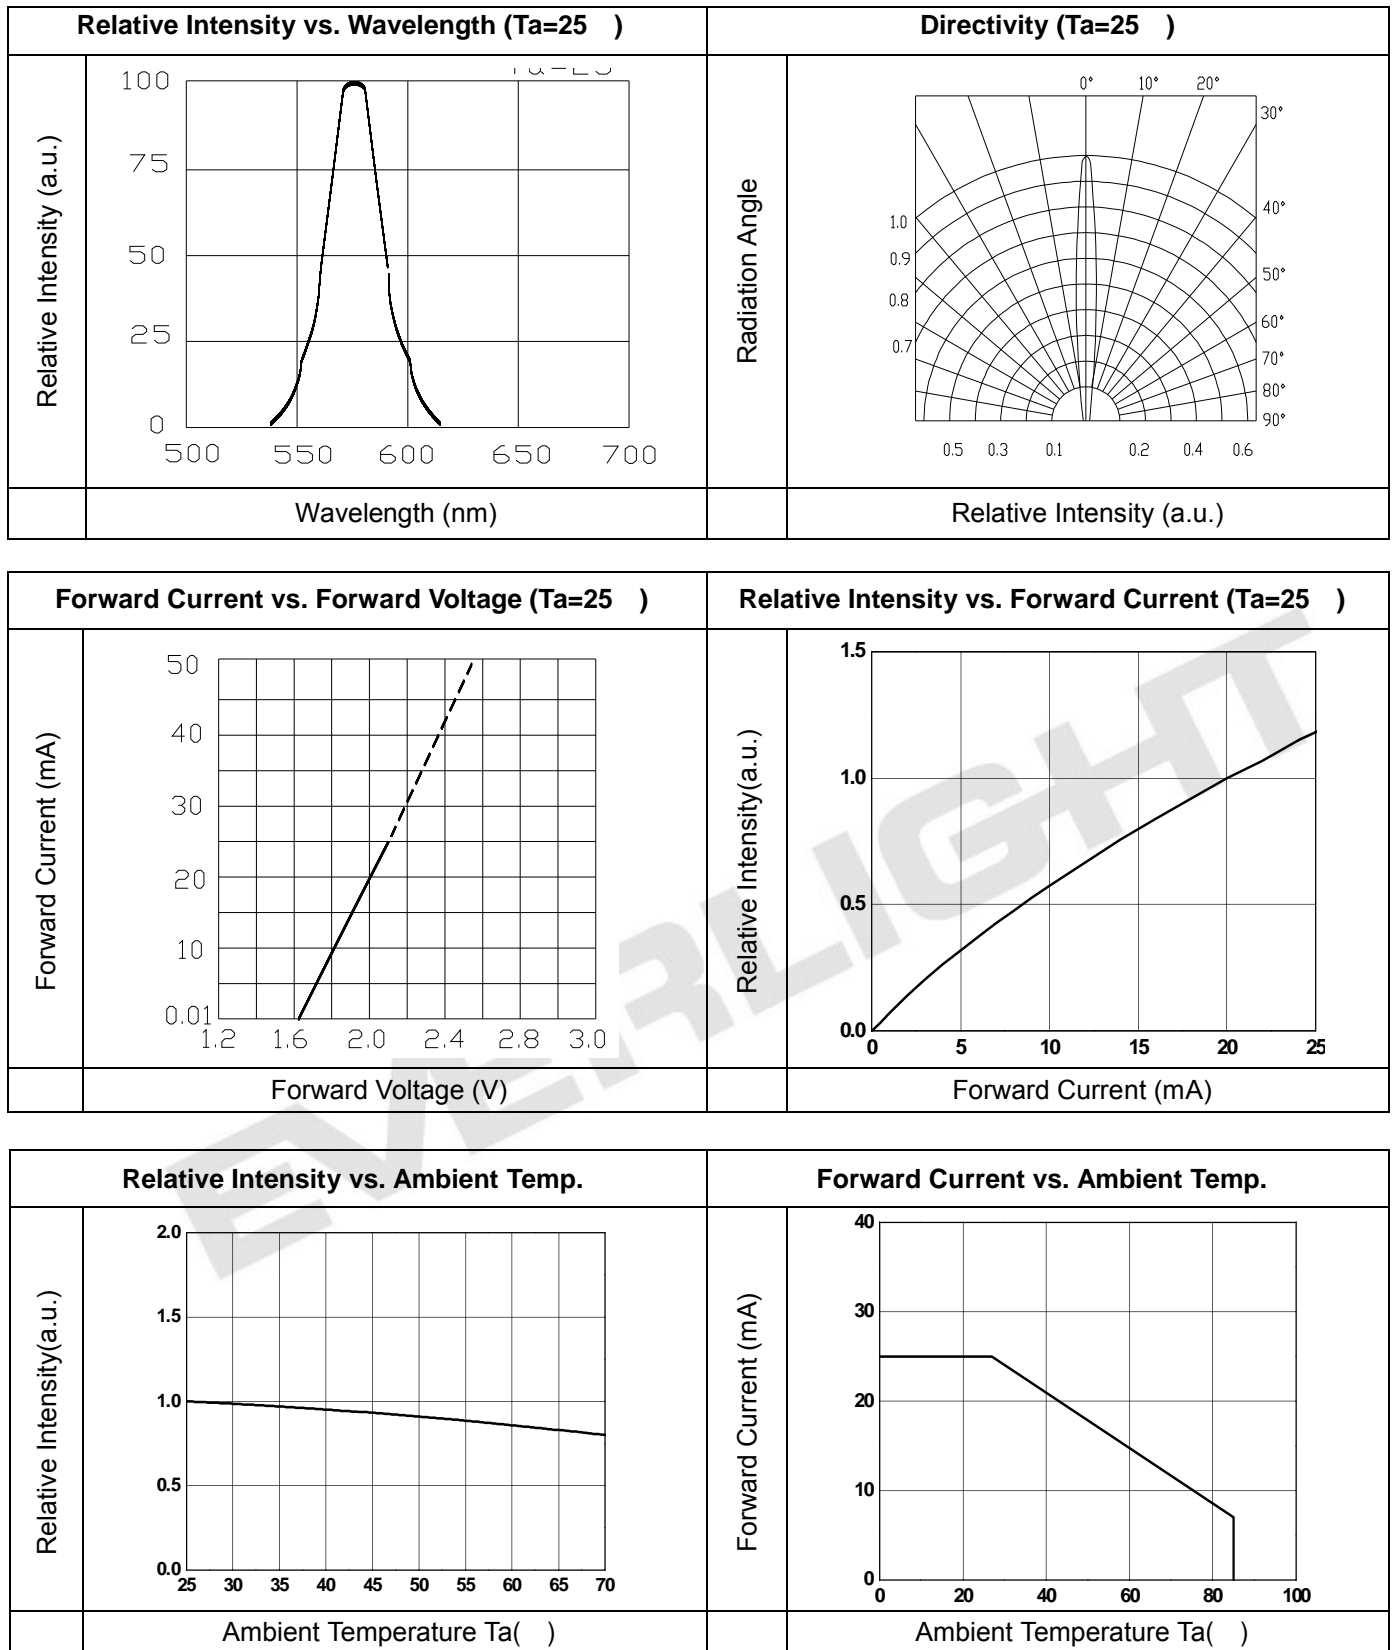 Relative Intensity vs. Wavelength (Ta=25 )
Directivity (Ta=25 )
Relative Intensity (a.u.)
100
75
50
25
0
500 550 600 650 700
Wavelength (nm)
Radiation Angle
0° 10° 20°
30°
40°
50°
60°
70°
80°
90°
1.0
0.9
0.8
0.7
0.5 0.3 0.1 0.2 0.4 0.6
Relative Intensity (a.u.)
Forward Current vs. Forward Voltage (Ta=25 )
Relative Intensity vs. Forward Current (Ta=25 )
Forward Current (mA)
50
40
30
20
10
0.01
1.2 1.6 2.0 2.4 2.8 3.0
Forward Voltage (V)
Relative Intensity(a.u.)
1.5
1.0
0.5
0.0
0 5 10 15 20 25
Forward Current (mA)
EVERLIGHT
Relative Intensity vs. Ambient Temp.
Forward Current vs. Ambient Temp.
Relative Intensity(a.u.)
2.0
1.5
1.0
0.5
0.0
25 30 35 40 45 50 55 60 65 70
Ambient Temperature Ta( )
Forward Current (mA)
40
30
20
10
0
0 20 40 60 80 100
Ambient Temperature Ta( )